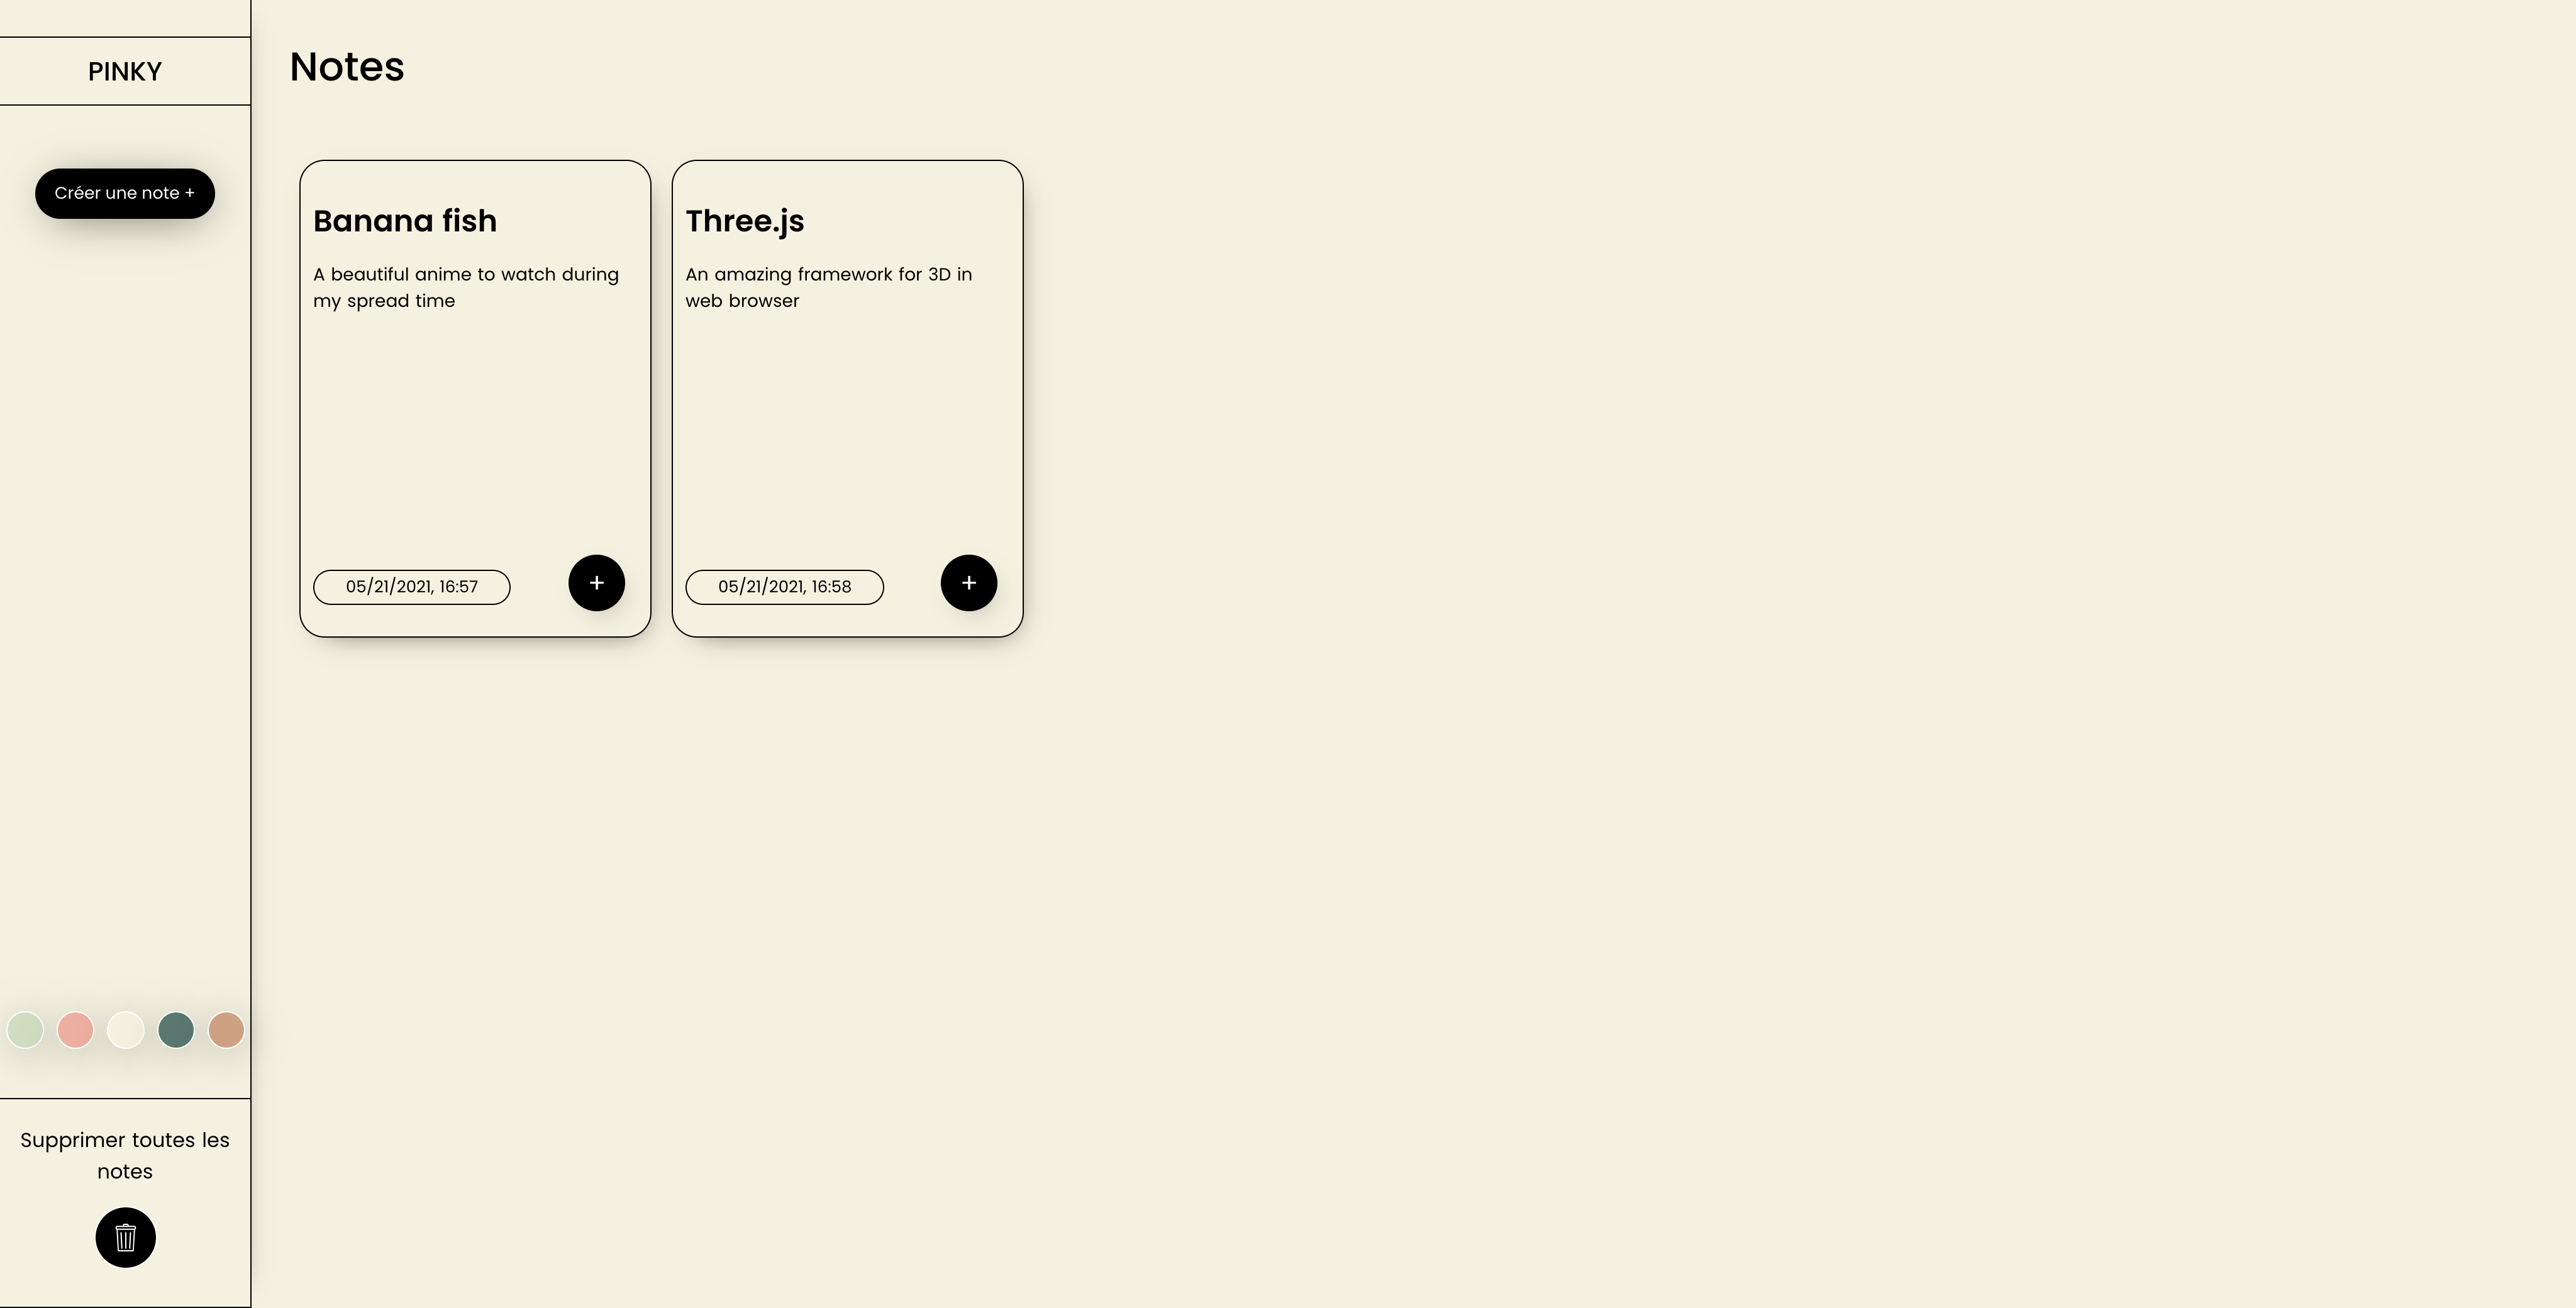 PINKY
Créer une note +
Supprimer toutes les
notes
Notes
Banana fish
A beautiful anime to watch during
my spread time
05/21/2021, 16:57
+
Three.js
An amazing framework for 3D in
web browser
05/21/2021, 16:58
+